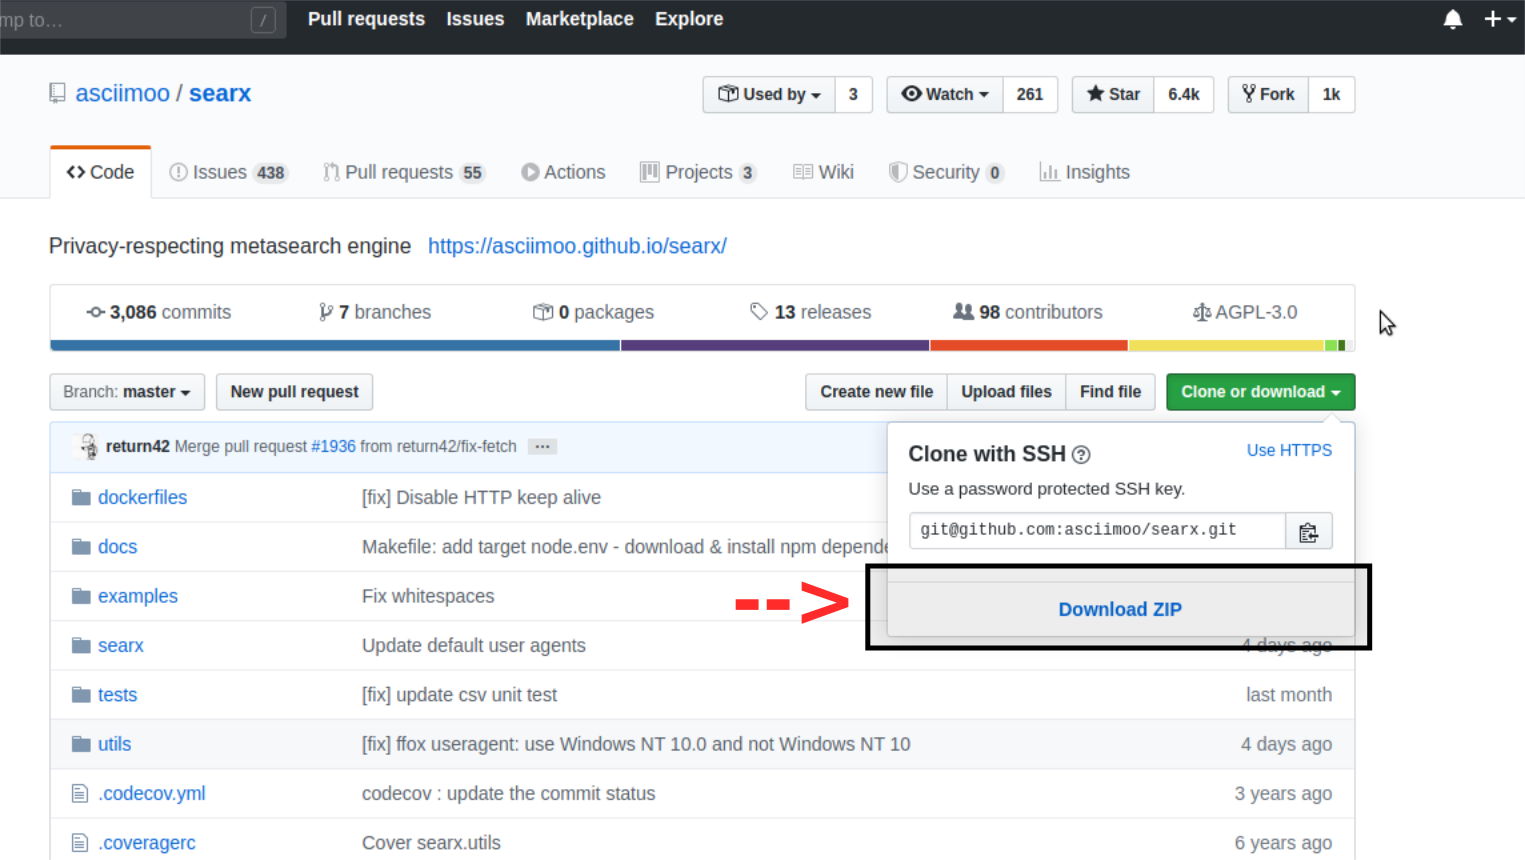 mp to... /
Pull requests Issues Marketplace Explore
asciimoo / searx
Used by 3 Watch 261 Star 6.4k Fork 1k
Code Issues 438 Pull requests 55 Actions Projects 3 Wiki Security 0 Insights
Privacy-respecting metasearch engine https://asciimoo.github.io/searx/
3,086 commits 7 branches 0 packages 13 releases 98 contributors AGPL-3.0
Branch: master New pull request Create new file Upload files Find file Clone or download
return42 Merge pull request #1936 from return42/fix-fetch ...
Clone with SSH ? Use HTTPS
Use a password protected SSH key.
git@github.com:asciimoo/searx.git
Download ZIP
-->
dockerfiles [fix] Disable HTTP keep alive
docs Makefile: add target node.env - download & install npm depende
examples Fix whitespaces
searx Update default user agents 4 days ago
tests [fix] update csv unit test last month
utils [fix] ffox useragent: use Windows NT 10.0 and not Windows NT 10 4 days ago
.codecov.yml codecov : update the commit status 3 years ago
.coveragerc Cover searx.utils 6 years ago